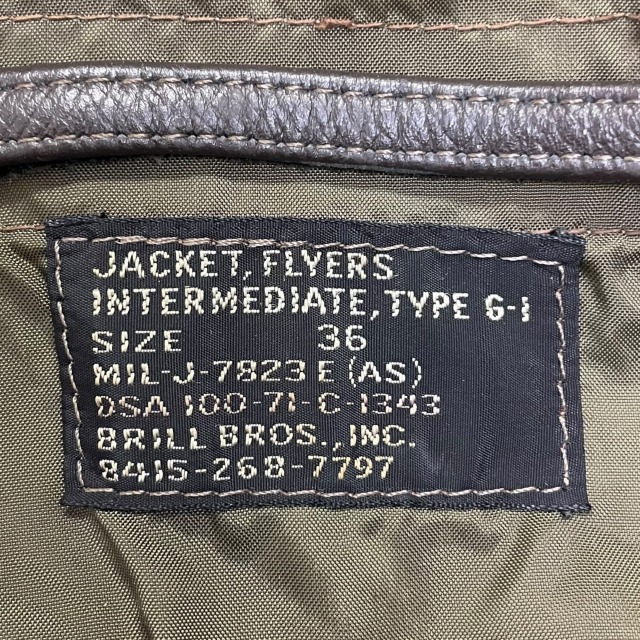 JACKET, FLYERS
INTERMEDIATE, TYPE G-1
SIZE 36
MIL-J-7823 E (AS)
DSA 100-71-C-1343
BRILL BROS., INC.
8415-268-7797